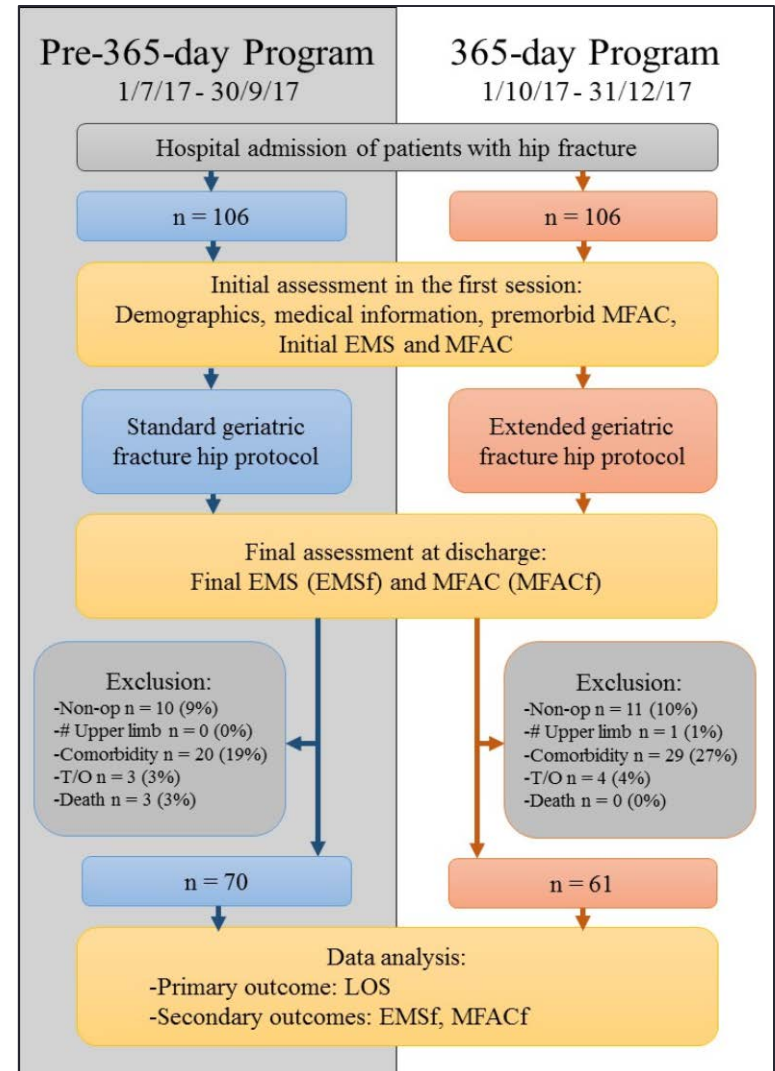 Pre-365-day Program
1/7/17 - 30/9/17
365-day Program
1/10/17 - 31/12/17
Hospital admission of patients with hip fracture
n = 106
n = 106
Initial assessment in the first session:
Demographics, medical information, premorbid MFAC,
Initial EMS and MFAC
Standard geriatric
fracture hip protocol
Extended geriatric
fracture hip protocol
Final assessment at discharge:
Final EMS (EMSf) and MFAC (MFACf)
Exclusion:
-Non-op n = 10 (9%)
-# Upper limb n = 0 (0%)
-Comorbidity n = 20 (19%)
-T/O n = 3 (3%)
-Death n = 3 (3%)
Exclusion:
-Non-op n = 11 (10%)
-# Upper limb n = 1 (1%)
-Comorbidity n = 29 (27%)
-T/O n = 4 (4%)
-Death n = 0 (0%)
n = 70
n = 61
Data analysis:
-Primary outcome: LOS
-Secondary outcomes: EMSf, MFACf